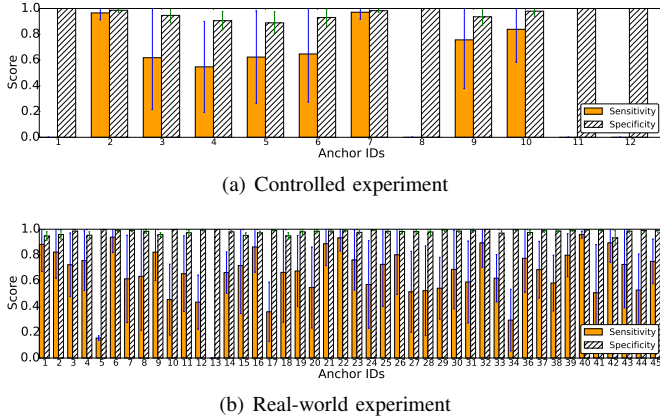 1.0
0.8
0.6
0.4
0.2
0.0
Score
1 2 3 4 5 6 7 8 9 10 11 12
Anchor IDs
Sensitivity
Specificity
(a) Controlled experiment
1.0
0.8
0.6
0.4
0.2
0.0
Score
1 2 3 4 5 6 7 8 9 10 11 12 13 14 15 16 17 18 19 20 21 22 23 24 25 26 27 28 29 30 31 32 33 34 35 36 37 38 39 40 41 42 43 44 45
Anchor IDs
Sensitivity
Specificity
(b) Real-world experiment